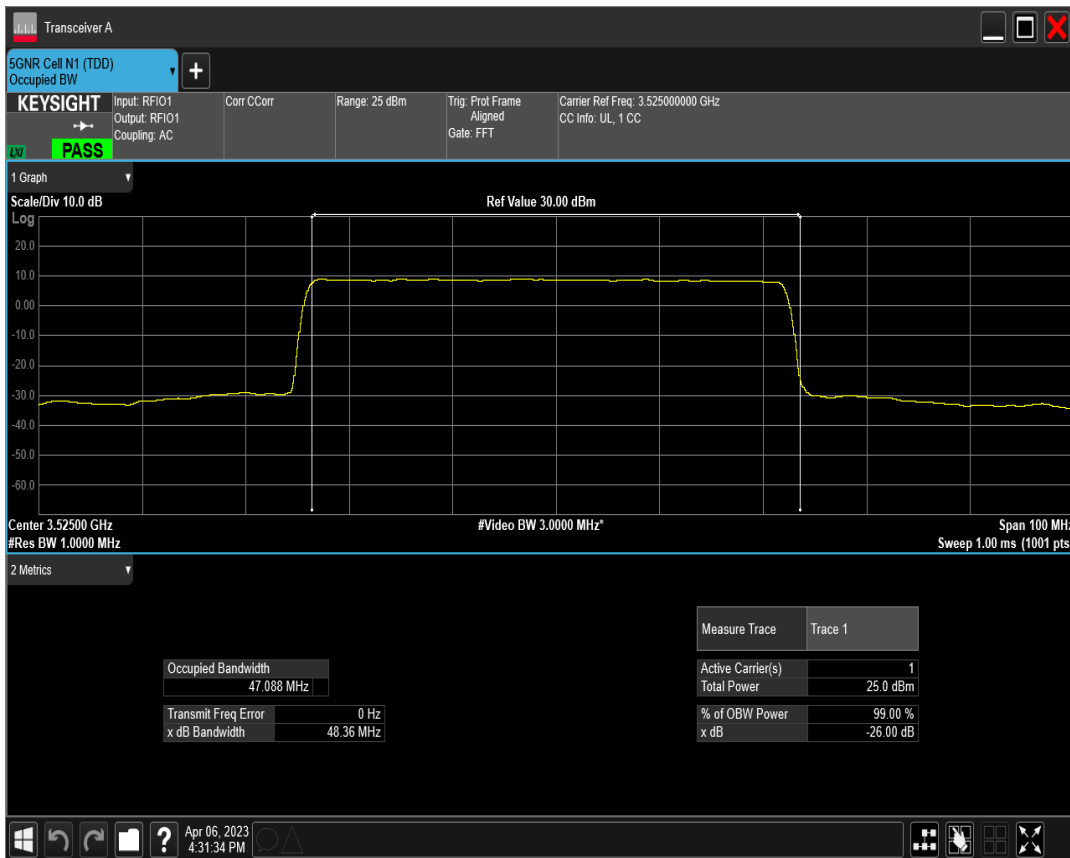 Transceiver A
5GNR Cell N1 (TDD)
Occupied BW
+
KEYSIGHT
LXI
PASS
Input: RFIO1
Output: RFIO1
Coupling: AC
Corr CCorr
Range: 25 dBm
Trig: Prot Frame
Aligned
Gate: FFT
Carrier Ref Freq: 3.525000000 GHz
CC Info: UL, 1 CC
1 Graph
Scale/Div 10.0 dB
Ref Value 30.00 dBm
Log
20.0
10.0
0.00
-10.0
-20.0
-30.0
-40.0
-50.0
-60.0
Center 3.52500 GHz
#Video BW 3.0000 MHz*
Span 100 MHz
#Res BW 1.0000 MHz
Sweep 1.00 ms (1001 pts
2 Metrics
Measure Trace Trace 1
Occupied Bandwidth
47.088 MHz
Active Carrier(s) 1
Total Power 25.0 dBm
Transmit Freq Error 0 Hz
x dB Bandwidth 48.36 MHz
% of OBW Power 99.00 %
x dB -26.00 dB
?
Apr 06, 2023
4:31:34 PM